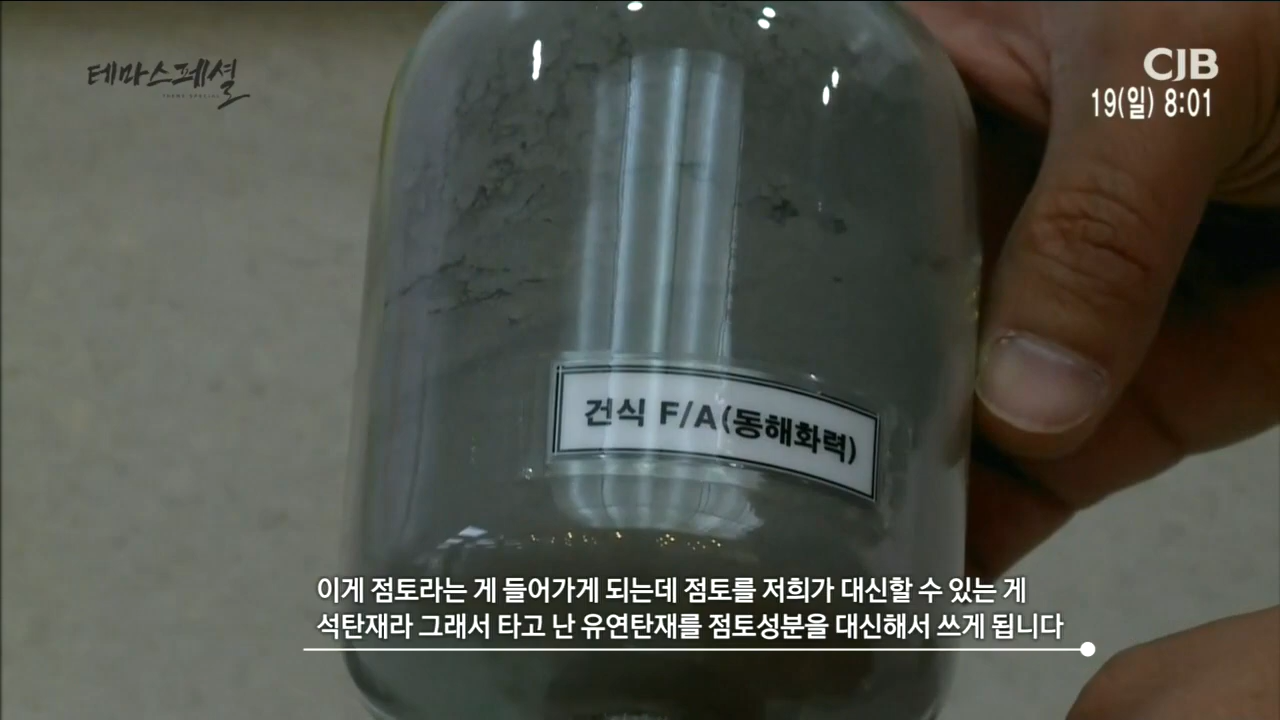 테마스페셜
CJB
19(일) 8:01
건식 F/A(동해화력)
이게 점토라는 게 들어가게 되는데 점토를 저희가 대신할 수 있는 게
석탄재라 그래서 타고 난 유연탄재를 점토성분을 대신해서 쓰게 됩니다